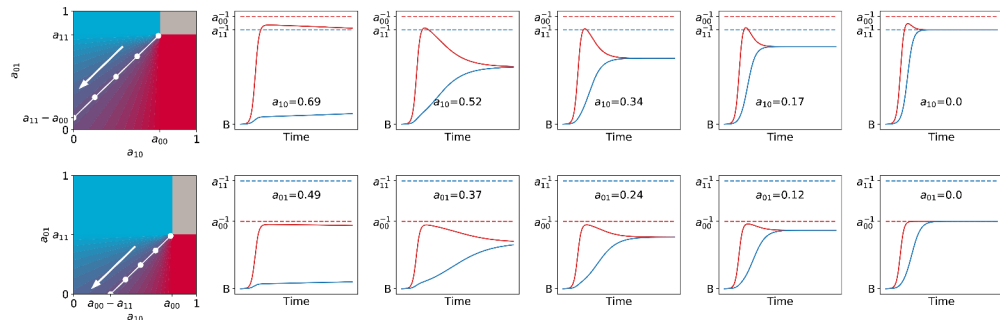 1
a₁₁
a₀₁
a₁₁ − a₀₀
0
0
a₀₀
1
a₁₀
a₀₀⁻¹
a₁₁⁻¹
B
a₁₀=0.69
Time
a₀₀⁻¹
a₁₁⁻¹
B
a₁₀=0.52
Time
a₀₀⁻¹
a₁₁⁻¹
B
a₁₀=0.34
Time
a₀₀⁻¹
a₁₁⁻¹
B
a₁₀=0.17
Time
a₀₀⁻¹
a₁₁⁻¹
B
a₁₀=0.0
Time
1
a₁₁
a₀₁
0
0
a₀₀ − a₁₁
a₀₀
1
a₁₀
a₁₁⁻¹
a₀₁=0.49
a₀₀⁻¹
B
Time
a₁₁⁻¹
a₀₁=0.37
a₀₀⁻¹
B
Time
a₁₁⁻¹
a₀₁=0.24
a₀₀⁻¹
B
Time
a₁₁⁻¹
a₀₁=0.12
a₀₀⁻¹
B
Time
a₁₁⁻¹
a₀₁=0.0
a₀₀⁻¹
B
Time